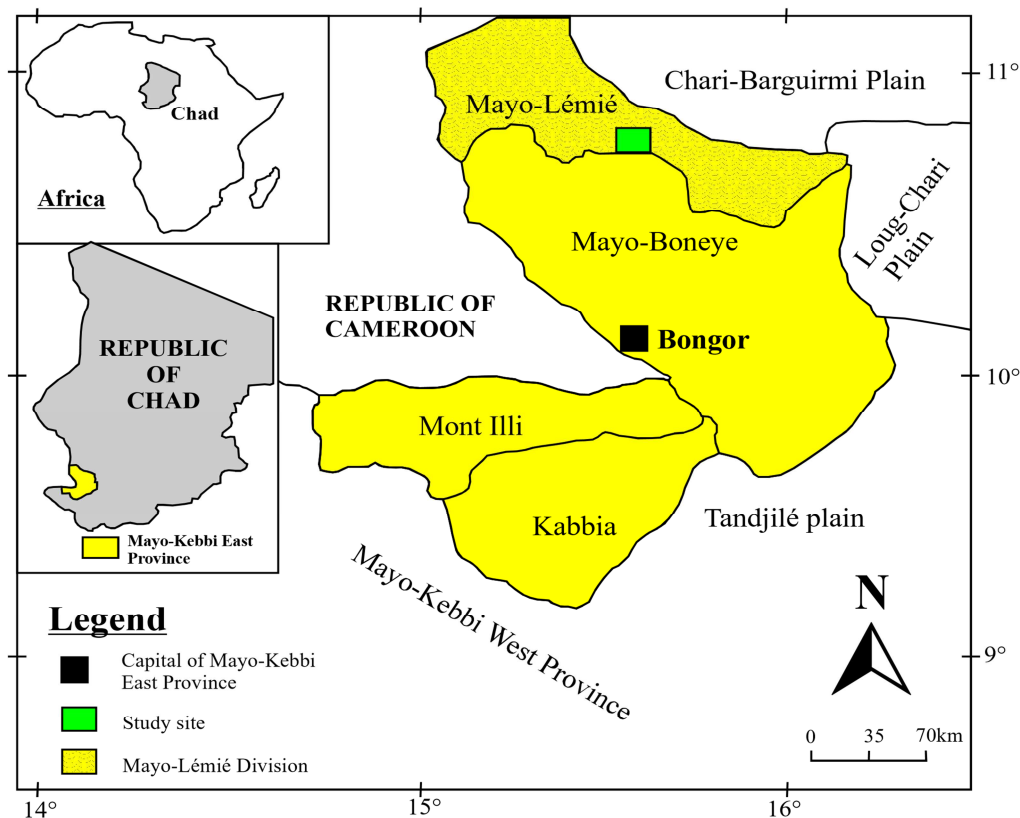 Chad
Africa
REPUBLIC
OF
CHAD
Mayo-Kebbi East
Province
Mayo-Lémié
Chari-Barguirmi Plain
Mayo-Boneye
Loug-Chari
Plain
REPUBLIC OF
CAMEROON
Bongor
Mont Illi
Kabbia
Tandjilé plain
Mayo-Kebbi West Province
Legend
Capital of Mayo-Kebbi
East Province
Study site
Mayo-Lémié Division
N
0 35 70km
11°
10°
9°
14° 15° 16°